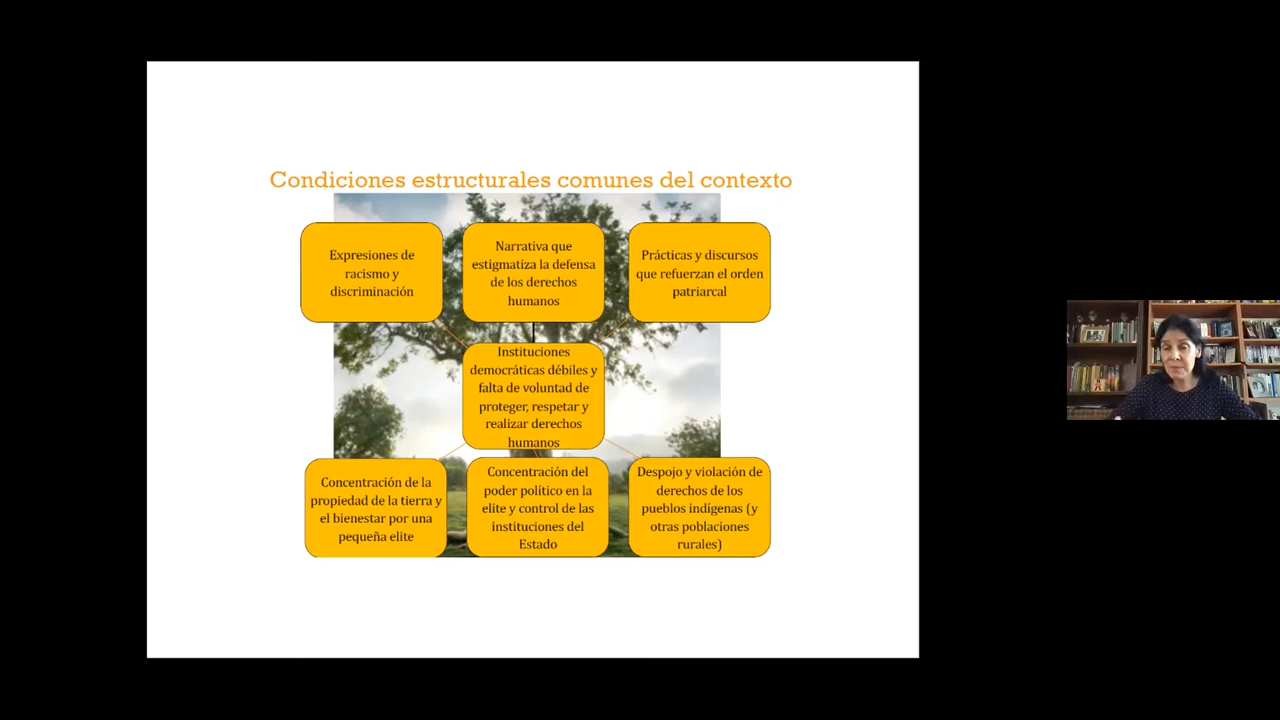 Condiciones estructurales comunes del contexto
Expresiones de
racismo y
discriminación
Narrativa que
estigmatiza la defensa
de los derechos
humanos
Prácticas y discursos
que refuerzan el orden
patriarcal
Instituciones
democráticas débiles y
falta de voluntad de
proteger, respetar y
realizar derechos
humanos
Concentración de la
propiedad de la tierra y
el bienestar por una
pequeña elite
Concentración del
poder político en la
elite y control de las
instituciones del
Estado
Despojo y violación de
derechos de los
pueblos indígenas (y
otras poblaciones
rurales)